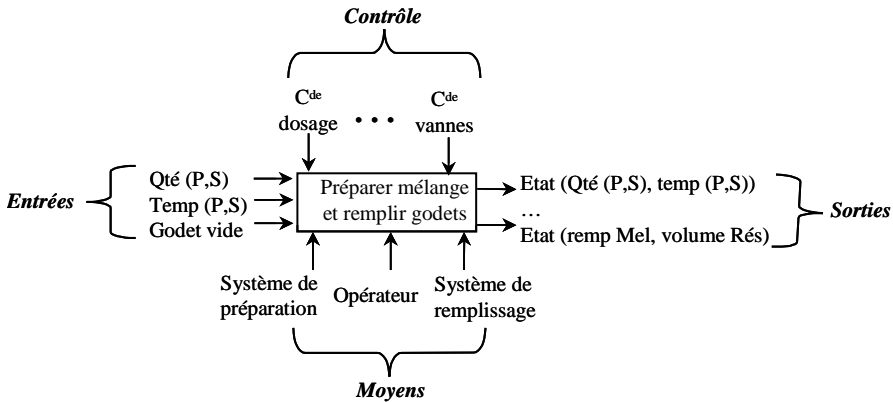 Contrôle
Cde
dosage
• • •
Cde
vannes
Entrées
Qté (P,S)
Temp (P,S)
Godet vide
Préparer mélange
et remplir godets
Etat (Qté (P,S), temp (P,S))
...
Etat (remp Mel, volume Rés)
Sorties
Système de
préparation
Opérateur
Système de
remplissage
Moyens